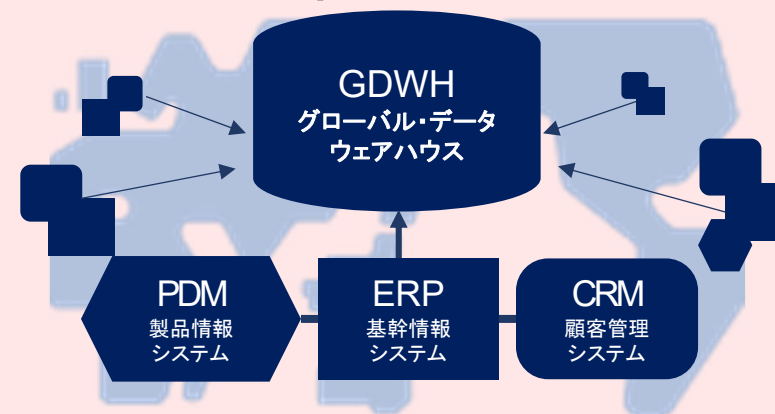 GDWH
グローバル・データ
ウェアハウス
PDM
製品情報
システム
ERP
基幹情報
システム
CRM
顧客管理
システム